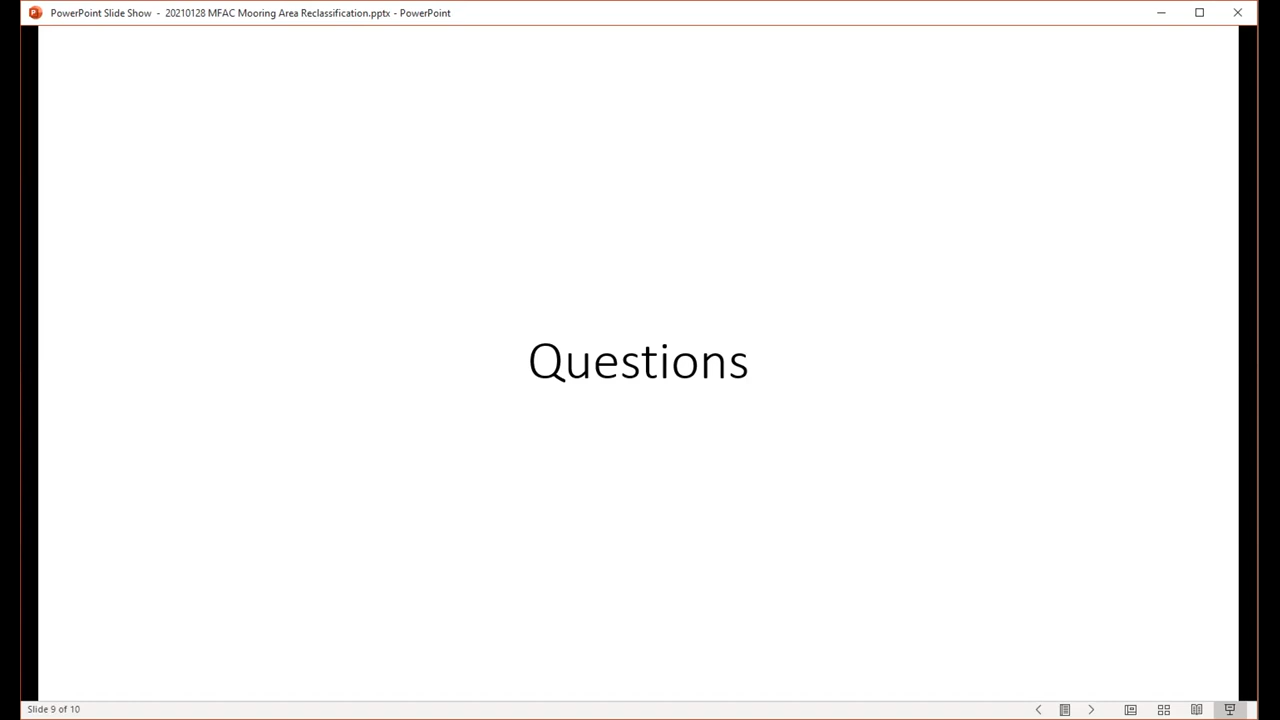 PowerPoint Slide Show - 20210128 MFAC Mooring Area Reclassification.pptx - PowerPoint
Questions
Slide 9 of 10